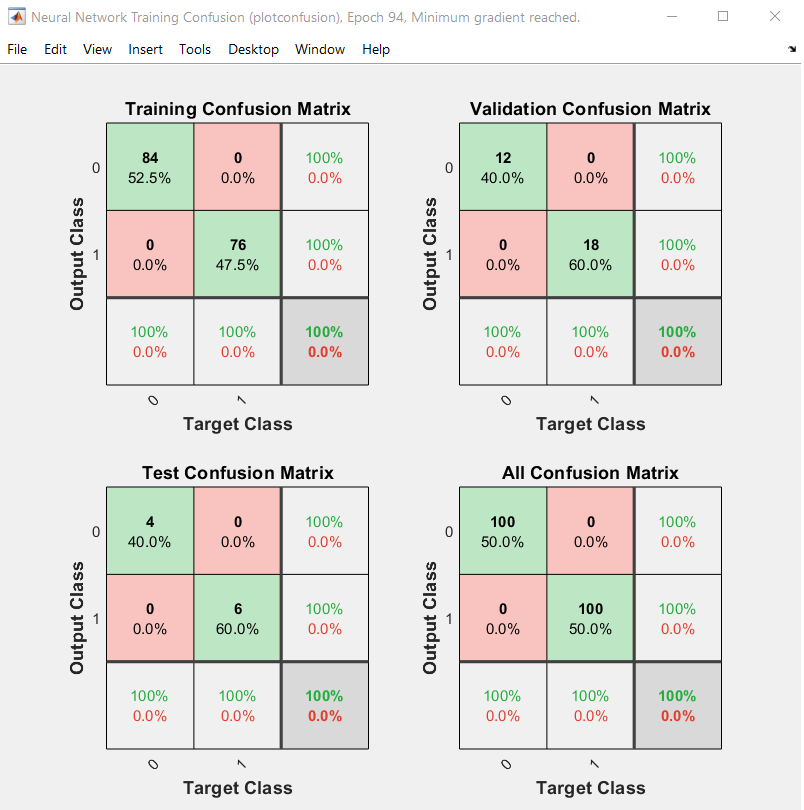 Neural Network Training Confusion (plotconfusion), Epoch 94, Minimum gradient reached.
File Edit View Insert Tools Desktop Window Help
Training Confusion Matrix
Output Class
0
84 0 100%
52.5% 0.0% 0.0%
1
0 76 100%
0.0% 47.5% 0.0%
100% 100% 100%
0.0% 0.0% 0.0%
0 1
Target Class
Validation Confusion Matrix
Output Class
0
12 0 100%
40.0% 0.0% 0.0%
1
0 18 100%
0.0% 60.0% 0.0%
100% 100% 100%
0.0% 0.0% 0.0%
0 1
Target Class
Test Confusion Matrix
Output Class
0
4 0 100%
40.0% 0.0% 0.0%
1
0 6 100%
0.0% 60.0% 0.0%
100% 100% 100%
0.0% 0.0% 0.0%
0 1
Target Class
All Confusion Matrix
Output Class
0
100 0 100%
50.0% 0.0% 0.0%
1
0 100 100%
0.0% 50.0% 0.0%
100% 100% 100%
0.0% 0.0% 0.0%
0 1
Target Class